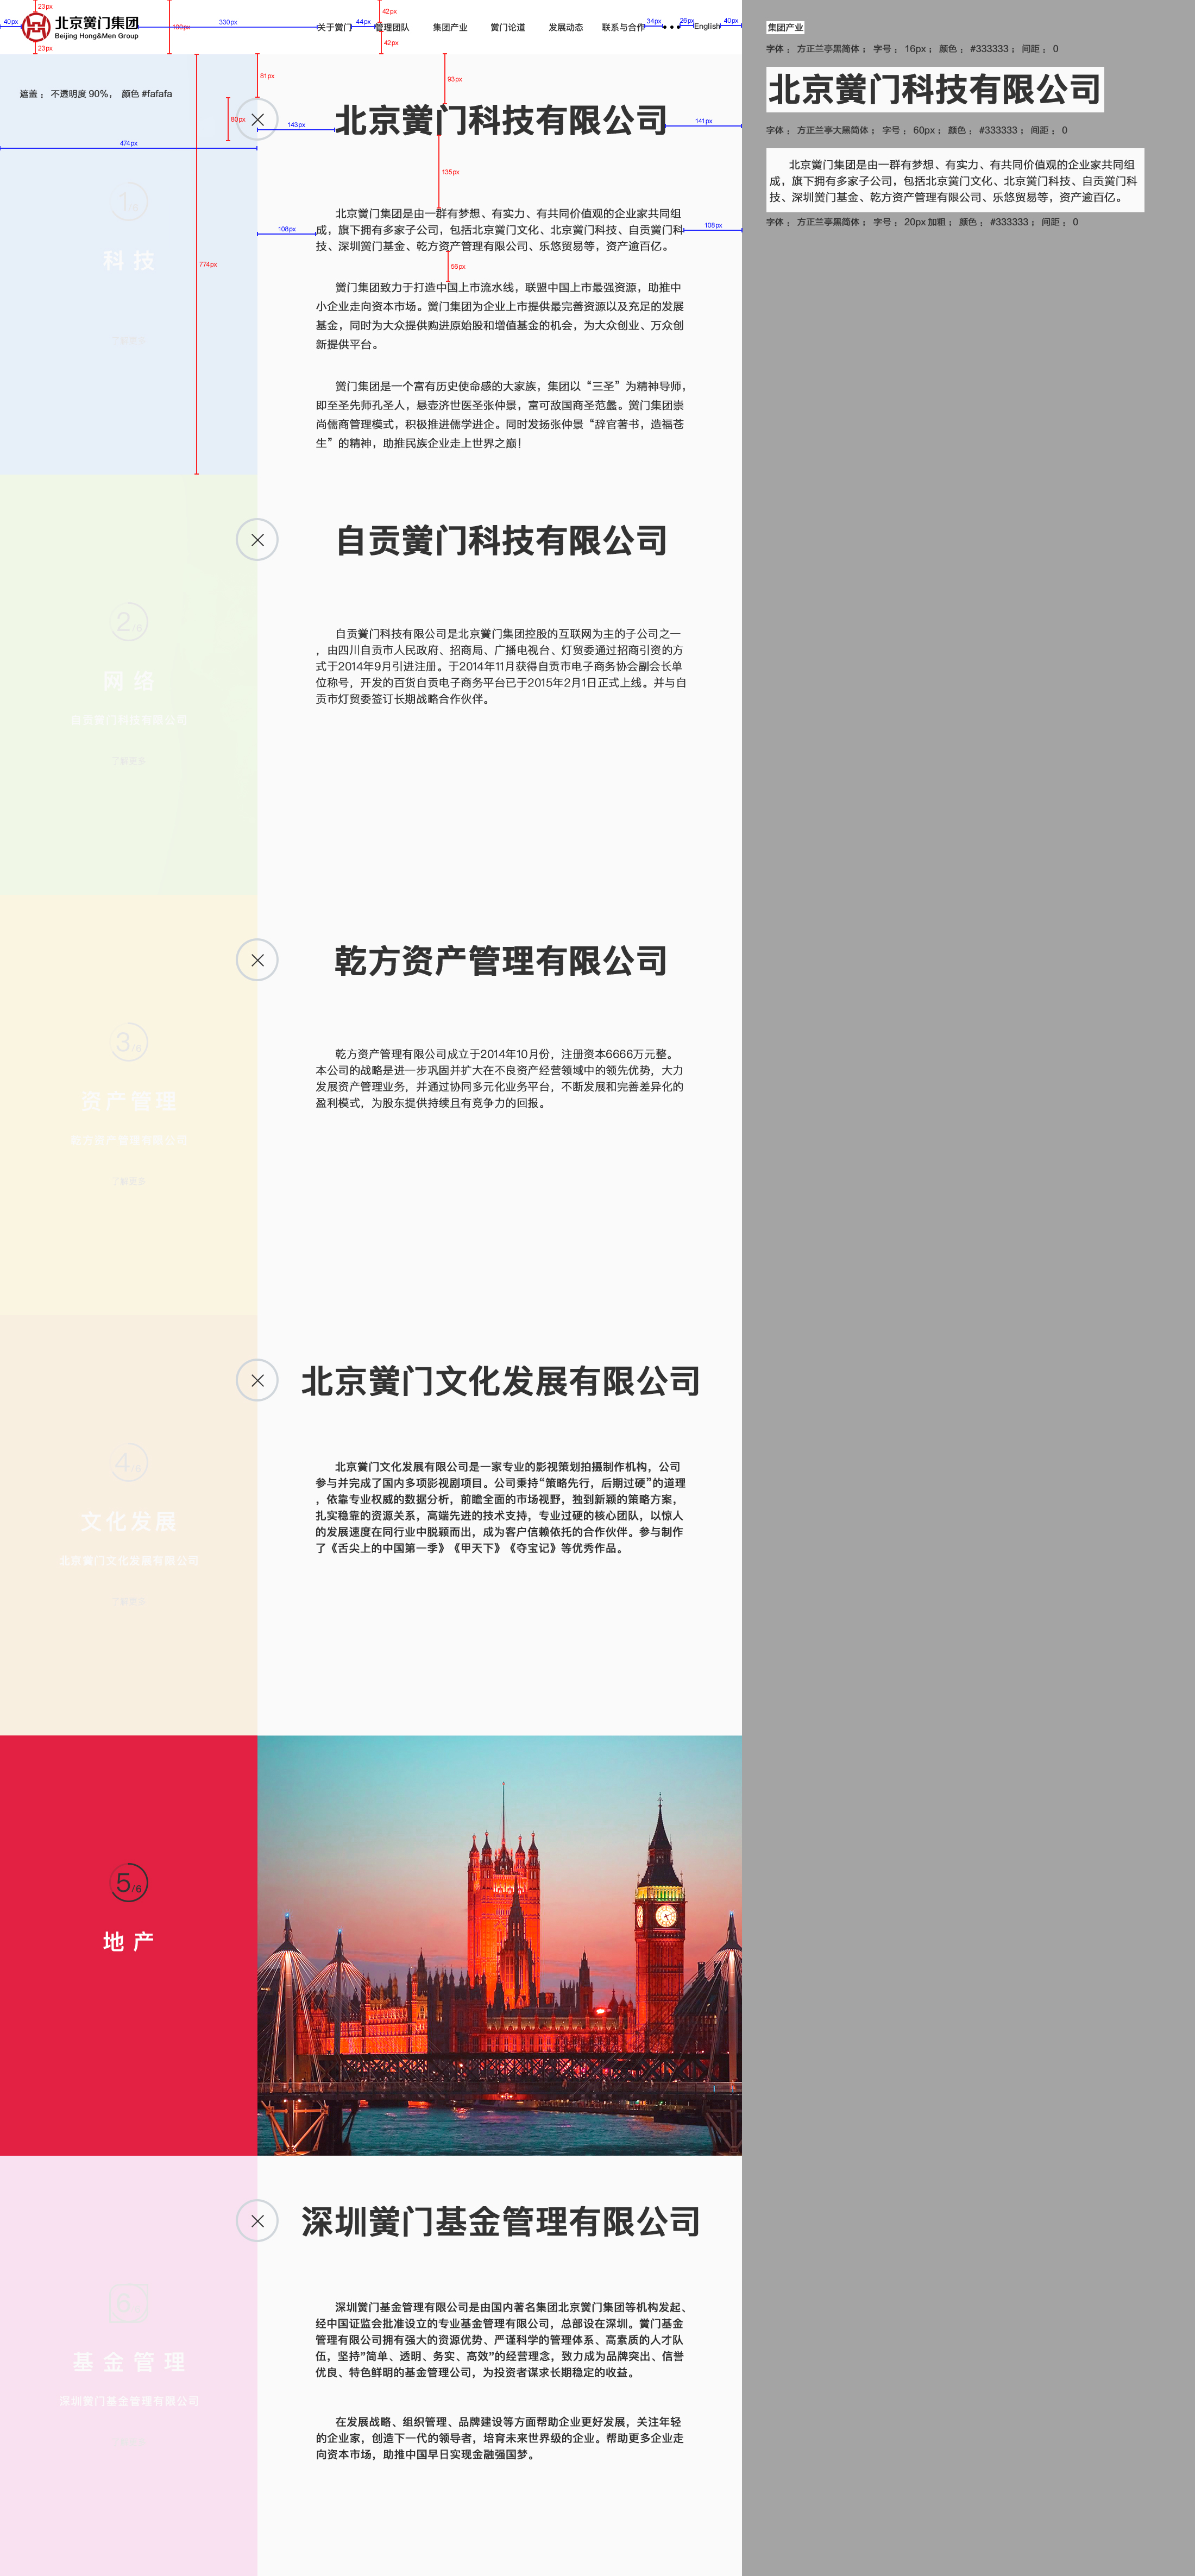 23px
40px
北京黉门集团
Beijing Hong&Men Group
23px
100px
330px
42px
42px
关于黉门
44px
管理团队
集团产业
黉门论道
发展动态
联系与合作
34px
26px
English
40px
遮盖： 不透明度 90%， 颜色 #fafafa
474px
774px
81px
80px
143px
93px
141px
北京黉门科技有限公司
135px
1/6
科技
了解更多
108px
108px
北京黉门集团是由一群有梦想、有实力、有共同价值观的企业家共同组
成，旗下拥有多家子公司，包括北京黉门文化、北京黉门科技、自贡黉门科
技、深圳黉门基金、乾方资产管理有限公司、乐悠贸易等，资产逾百亿。
56px
黉门集团致力于打造中国上市流水线，联盟中国上市最强资源，助推中
小企业走向资本市场。黉门集团为企业上市提供最完善资源以及充足的发展
基金，同时为大众提供购进原始股和增值基金的机会，为大众创业、万众创
新提供平台。
黉门集团是一个富有历史使命感的大家族，集团以“三圣”为精神导师，
即至圣先师孔圣人，悬壶济世医圣张仲景，富可敌国商圣范蠡。黉门集团崇
尚儒商管理模式，积极推进儒学进企。同时发扬张仲景“辞官著书，造福苍
生”的精神，助推民族企业走上世界之巅！
2/6
网络
自贡黉门科技有限公司
了解更多
自贡黉门科技有限公司
自贡黉门科技有限公司是北京黉门集团控股的互联网为主的子公司之一
，由四川自贡市人民政府、招商局、广播电视台、灯贸委通过招商引资的方
式于2014年9月引进注册。于2014年11月获得自贡市电子商务协会副会长单
位称号，开发的百货自贡电子商务平台已于2015年2月1日正式上线。并与自
贡市灯贸委签订长期战略合作伙伴。
3/6
资产管理
乾方资产管理有限公司
了解更多
乾方资产管理有限公司
乾方资产管理有限公司成立于2014年10月份，注册资本6666万元整。
本公司的战略是进一步巩固并扩大在不良资产经营领域中的领先优势，大力
发展资产管理业务，并通过协同多元化业务平台，不断发展和完善差异化的
盈利模式，为股东提供持续且有竞争力的回报。
4/6
文化发展
北京黉门文化发展有限公司
了解更多
北京黉门文化发展有限公司
北京黉门文化发展有限公司是一家专业的影视策划拍摄制作机构，公司
参与并完成了国内多项影视剧项目。公司秉持“策略先行，后期过硬”的道理
，依靠专业权威的数据分析，前瞻全面的市场视野，独到新颖的策略方案，
扎实稳靠的资源关系，高端先进的技术支持，专业过硬的核心团队，以惊人
的发展速度在同行业中脱颖而出，成为客户信赖依托的合作伙伴。参与制作
了《舌尖上的中国第一季》《甲天下》《夺宝记》等优秀作品。
5/6
地产
6
基金管理
深圳黉门基金管理有限公司
深圳黉门基金管理有限公司
深圳黉门基金管理有限公司是由国内著名集团北京黉门集团等机构发起、
经中国证监会批准设立的专业基金管理有限公司，总部设在深圳。黉门基金
管理有限公司拥有强大的资源优势、严谨科学的管理体系、高素质的人才队
伍，坚持”简单、透明、务实、高效”的经营理念，致力成为品牌突出、信誉
优良、特色鲜明的基金管理公司，为投资者谋求长期稳定的收益。
在发展战略、组织管理、品牌建设等方面帮助企业更好发展，关注年轻
的企业家，创造下一代的领导者，培育未来世界级的企业。帮助更多企业走
向资本市场，助推中国早日实现金融强国梦。
集团产业
字体： 方正兰亭黑简体； 字号： 16px； 颜色： #333333； 间距： 0
北京黉门科技有限公司
字体： 方正兰亭大黑简体； 字号： 60px； 颜色： #333333； 间距： 0
北京黉门集团是由一群有梦想、有实力、有共同价值观的企业家共同组
成，旗下拥有多家子公司，包括北京黉门文化、北京黉门科技、自贡黉门科
技、深圳黉门基金、乾方资产管理有限公司、乐悠贸易等，资产逾百亿。
字体： 方正兰亭黑简体； 字号： 20px 加粗； 颜色： #333333； 间距： 0